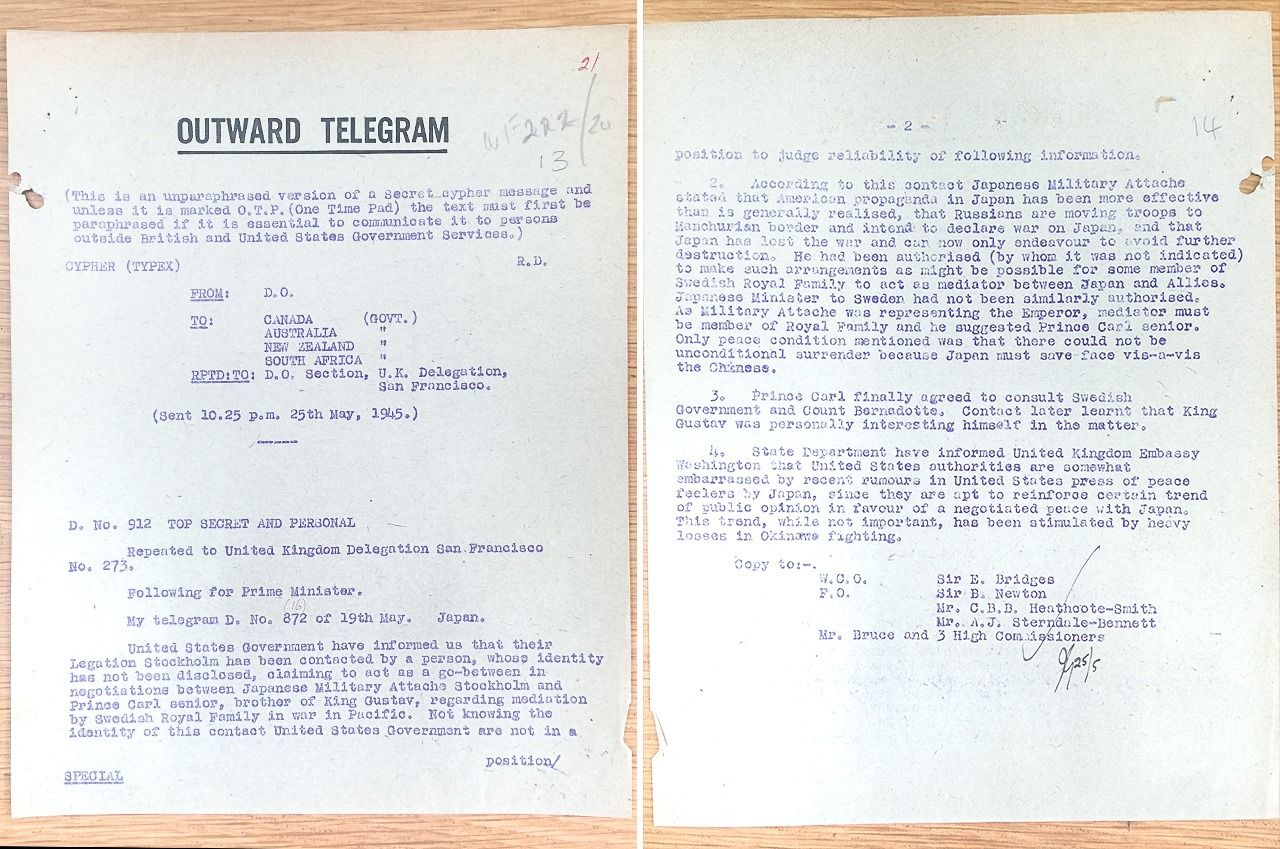 21
OUTWARD TELEGRAM
WF 222/20
13
(This is an unparaphrased version of a Secret cypher message and
unless it is marked O.T.P. (One Time Pad) the text must first be
paraphrased if it is essential to communicate it to persons
outside British and United States Government Services.)
CYPHER (TYPEX) R.D.
FROM: D.O.
TO: CANADA (GOVT.)
AUSTRALIA "
NEW ZEALAND "
SOUTH AFRICA "
RPTD:TO: D.O. Section, U.K. Delegation,
San Francisco.
(Sent 10.25 p.m. 25th May, 1945.)
D. No. 912 TOP SECRET AND PERSONAL
Repeated to United Kingdom Delegation San Francisco
No. 273.
Following for Prime Minister.
(16)
My telegram D. No. 872 of 19th May. Japan.
United States Government have informed us that their
Legation Stockholm has been contacted by a person, whose identity
has not been disclosed, claiming to act as a go-between in
negotiations between Japanese Military Attache Stockholm and
Prince Carl senior, brother of King Gustav, regarding mediation
by Swedish Royal Family in war in Pacific. Not knowing the
identity of this contact United States Government are not in a
position/
SPECIAL
- 2 -
14
position to judge reliability of following information.
2. According to this contact Japanese Military Attache
stated that American propaganda in Japan has been more effective
than is generally realised, that Russians are moving troops to
Manchurian border and intend to declare war on Japan, and that
Japan has lost the war and can now only endeavour to avoid further
destruction. He had been authorised (by whom it was not indicated)
to make such arrangements as might be possible for some member of
Swedish Royal Family to act as mediator between Japan and Allies.
Japanese Minister to Sweden had not been similarly authorised.
As Military Attache was representing the Emperor, mediator must
be member of Royal Family and he suggested Prince Carl senior.
Only peace condition mentioned was that there could not be
unconditional surrender because Japan must save face vis-a-vis
the Chinese.
3. Prince Carl finally agreed to consult Swedish
Government and Count Bernadotte. Contact later learnt that King
Gustav was personally interesting himself in the matter.
4. State Department have informed United Kingdom Embassy
Washington that United States authorities are somewhat
embarrassed by recent rumours in United States press of peace
feelers by Japan, since they are apt to reinforce certain trend
of public opinion in favour of a negotiated peace with Japan.
This trend, while not important, has been stimulated by heavy
losses in Okinawa fighting.
Copy to:-.
W.C.O. Sir E. Bridges
F.O. Sir B. Newton
Mr. C.B.B. Heathcote-Smith
Mr. A.J. Sterndale-Bennett
Mr. Bruce and 3 High Commissioners
25/5